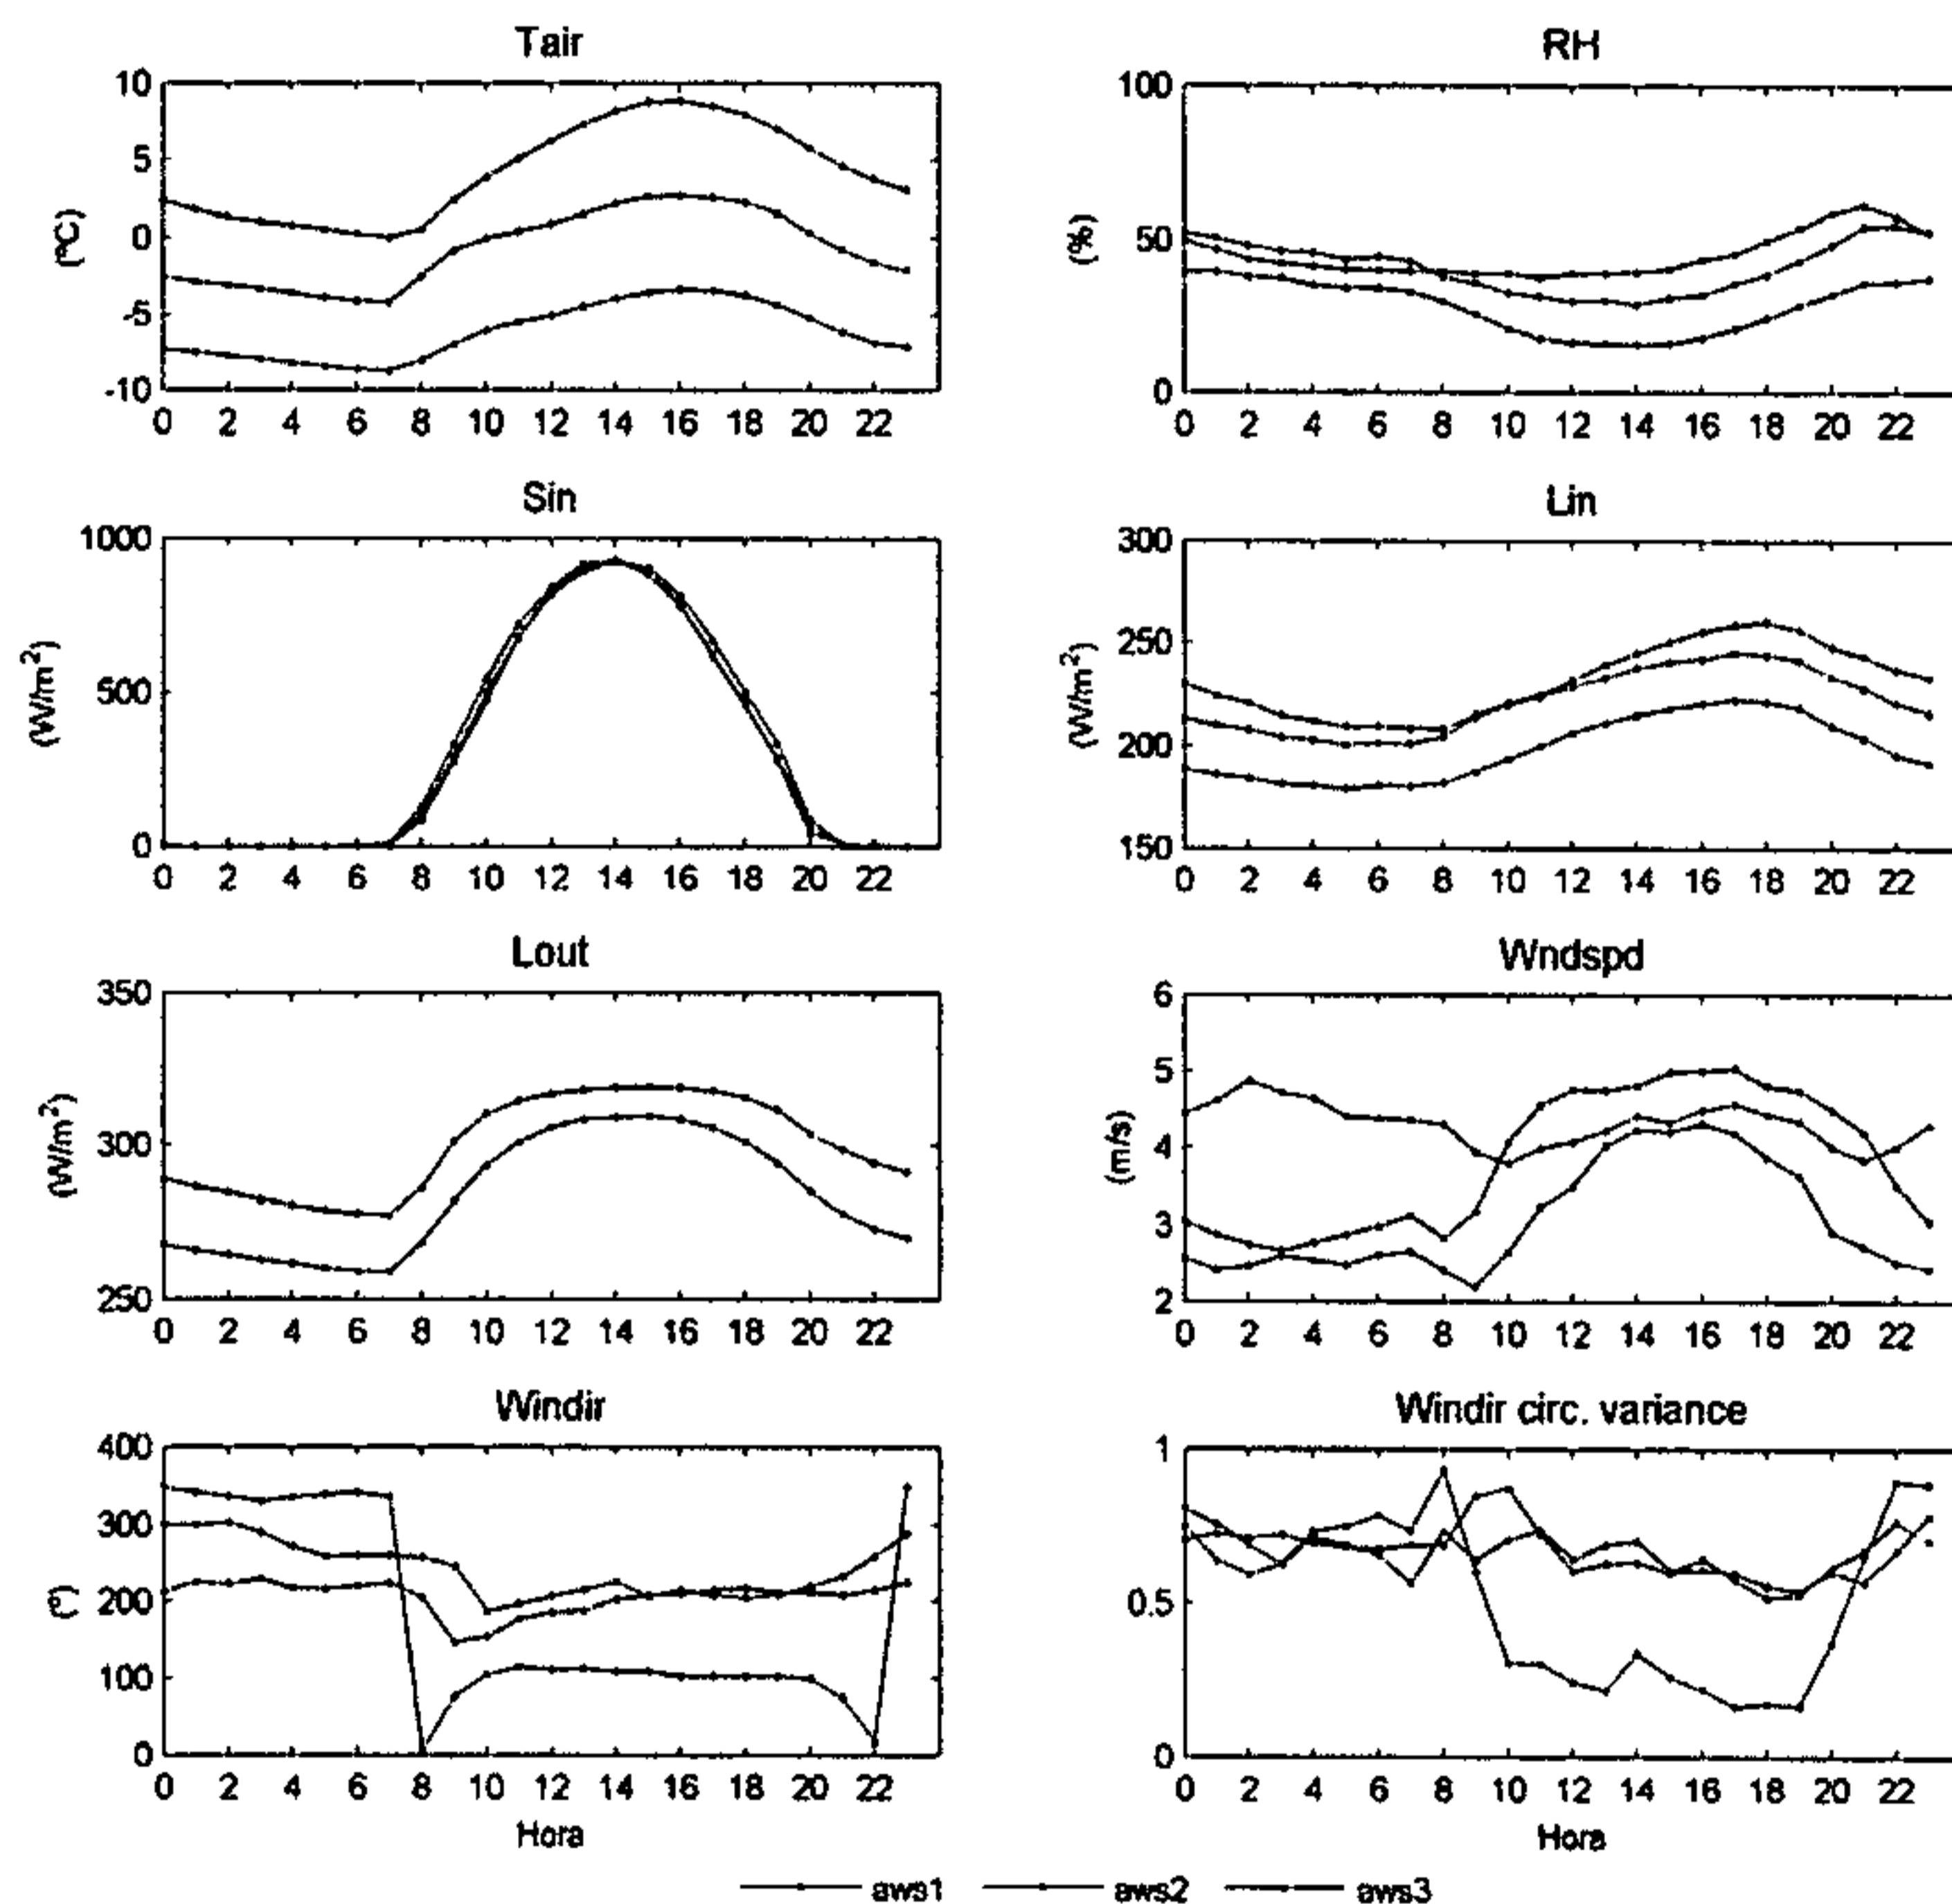 Tair
10
5
0
-5
-10
(ºC)
0 2 4 6 8 10 12 14 16 18 20 22
RH
100
50
0
(%)
0 2 4 6 8 10 12 14 16 18 20 22
Sin
1000
500
0
(W/m²)
0 2 4 6 8 10 12 14 16 18 20 22
Lin
300
250
200
150
(W/m²)
0 2 4 6 8 10 12 14 16 18 20 22
Lout
350
300
250
(W/m²)
0 2 4 6 8 10 12 14 16 18 20 22
Wndspd
6
5
4
3
2
(m/s)
0 2 4 6 8 10 12 14 16 18 20 22
Windir
400
300
200
100
0
(º)
0 2 4 6 8 10 12 14 16 18 20 22
Hora
Windir circ. variance
1
0.5
0
0 2 4 6 8 10 12 14 16 18 20 22
Hora
aws1 aws2 aws3